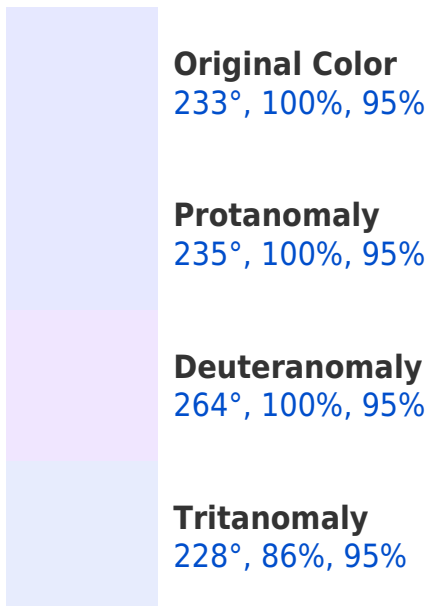 Original Color
233°, 100%, 95%
Protanomaly
235°, 100%, 95%
Deuteranomaly
264°, 100%, 95%
Tritanomaly
228°, 86%, 95%